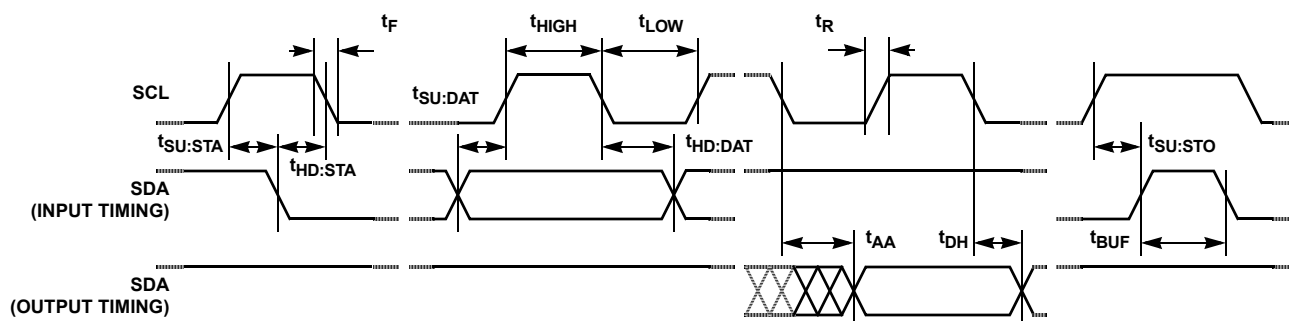 tF
tHIGH
tLOW
tR
SCL
tSU:DAT
tSU:STA
tHD:STA
tHD:DAT
tSU:STO
SDA
(INPUT TIMING)
tAA
tDH
tBUF
SDA
(OUTPUT TIMING)